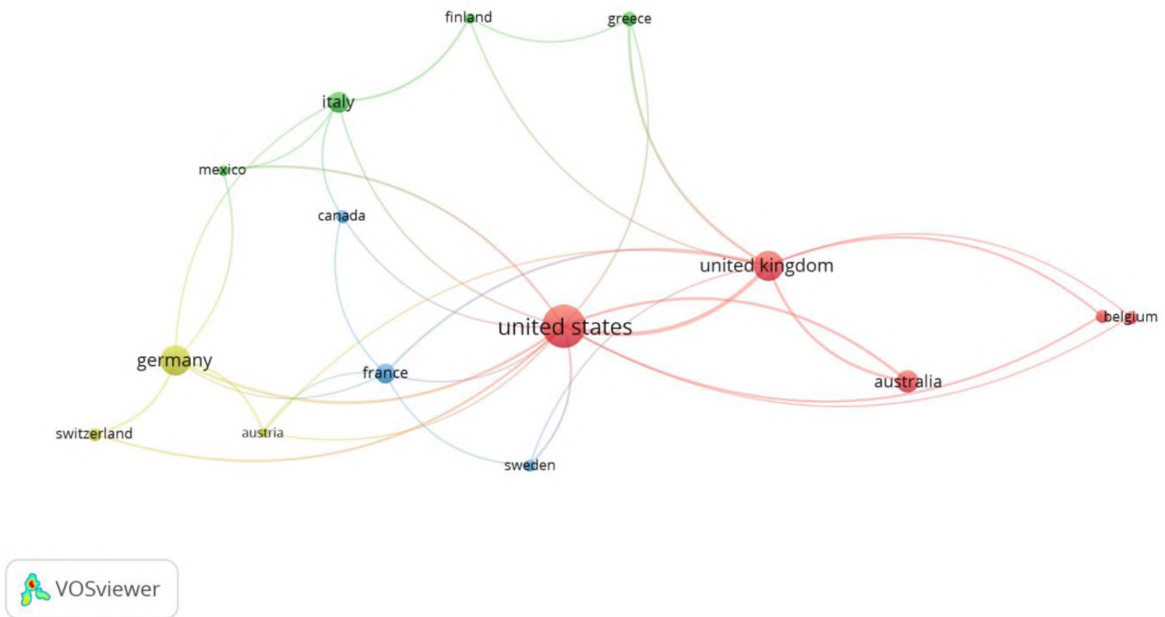 finland
greece
italy
mexico
canada
united kingdom
united states
belgium
germany
france
australia
switzerland
austria
sweden
VOSviewer